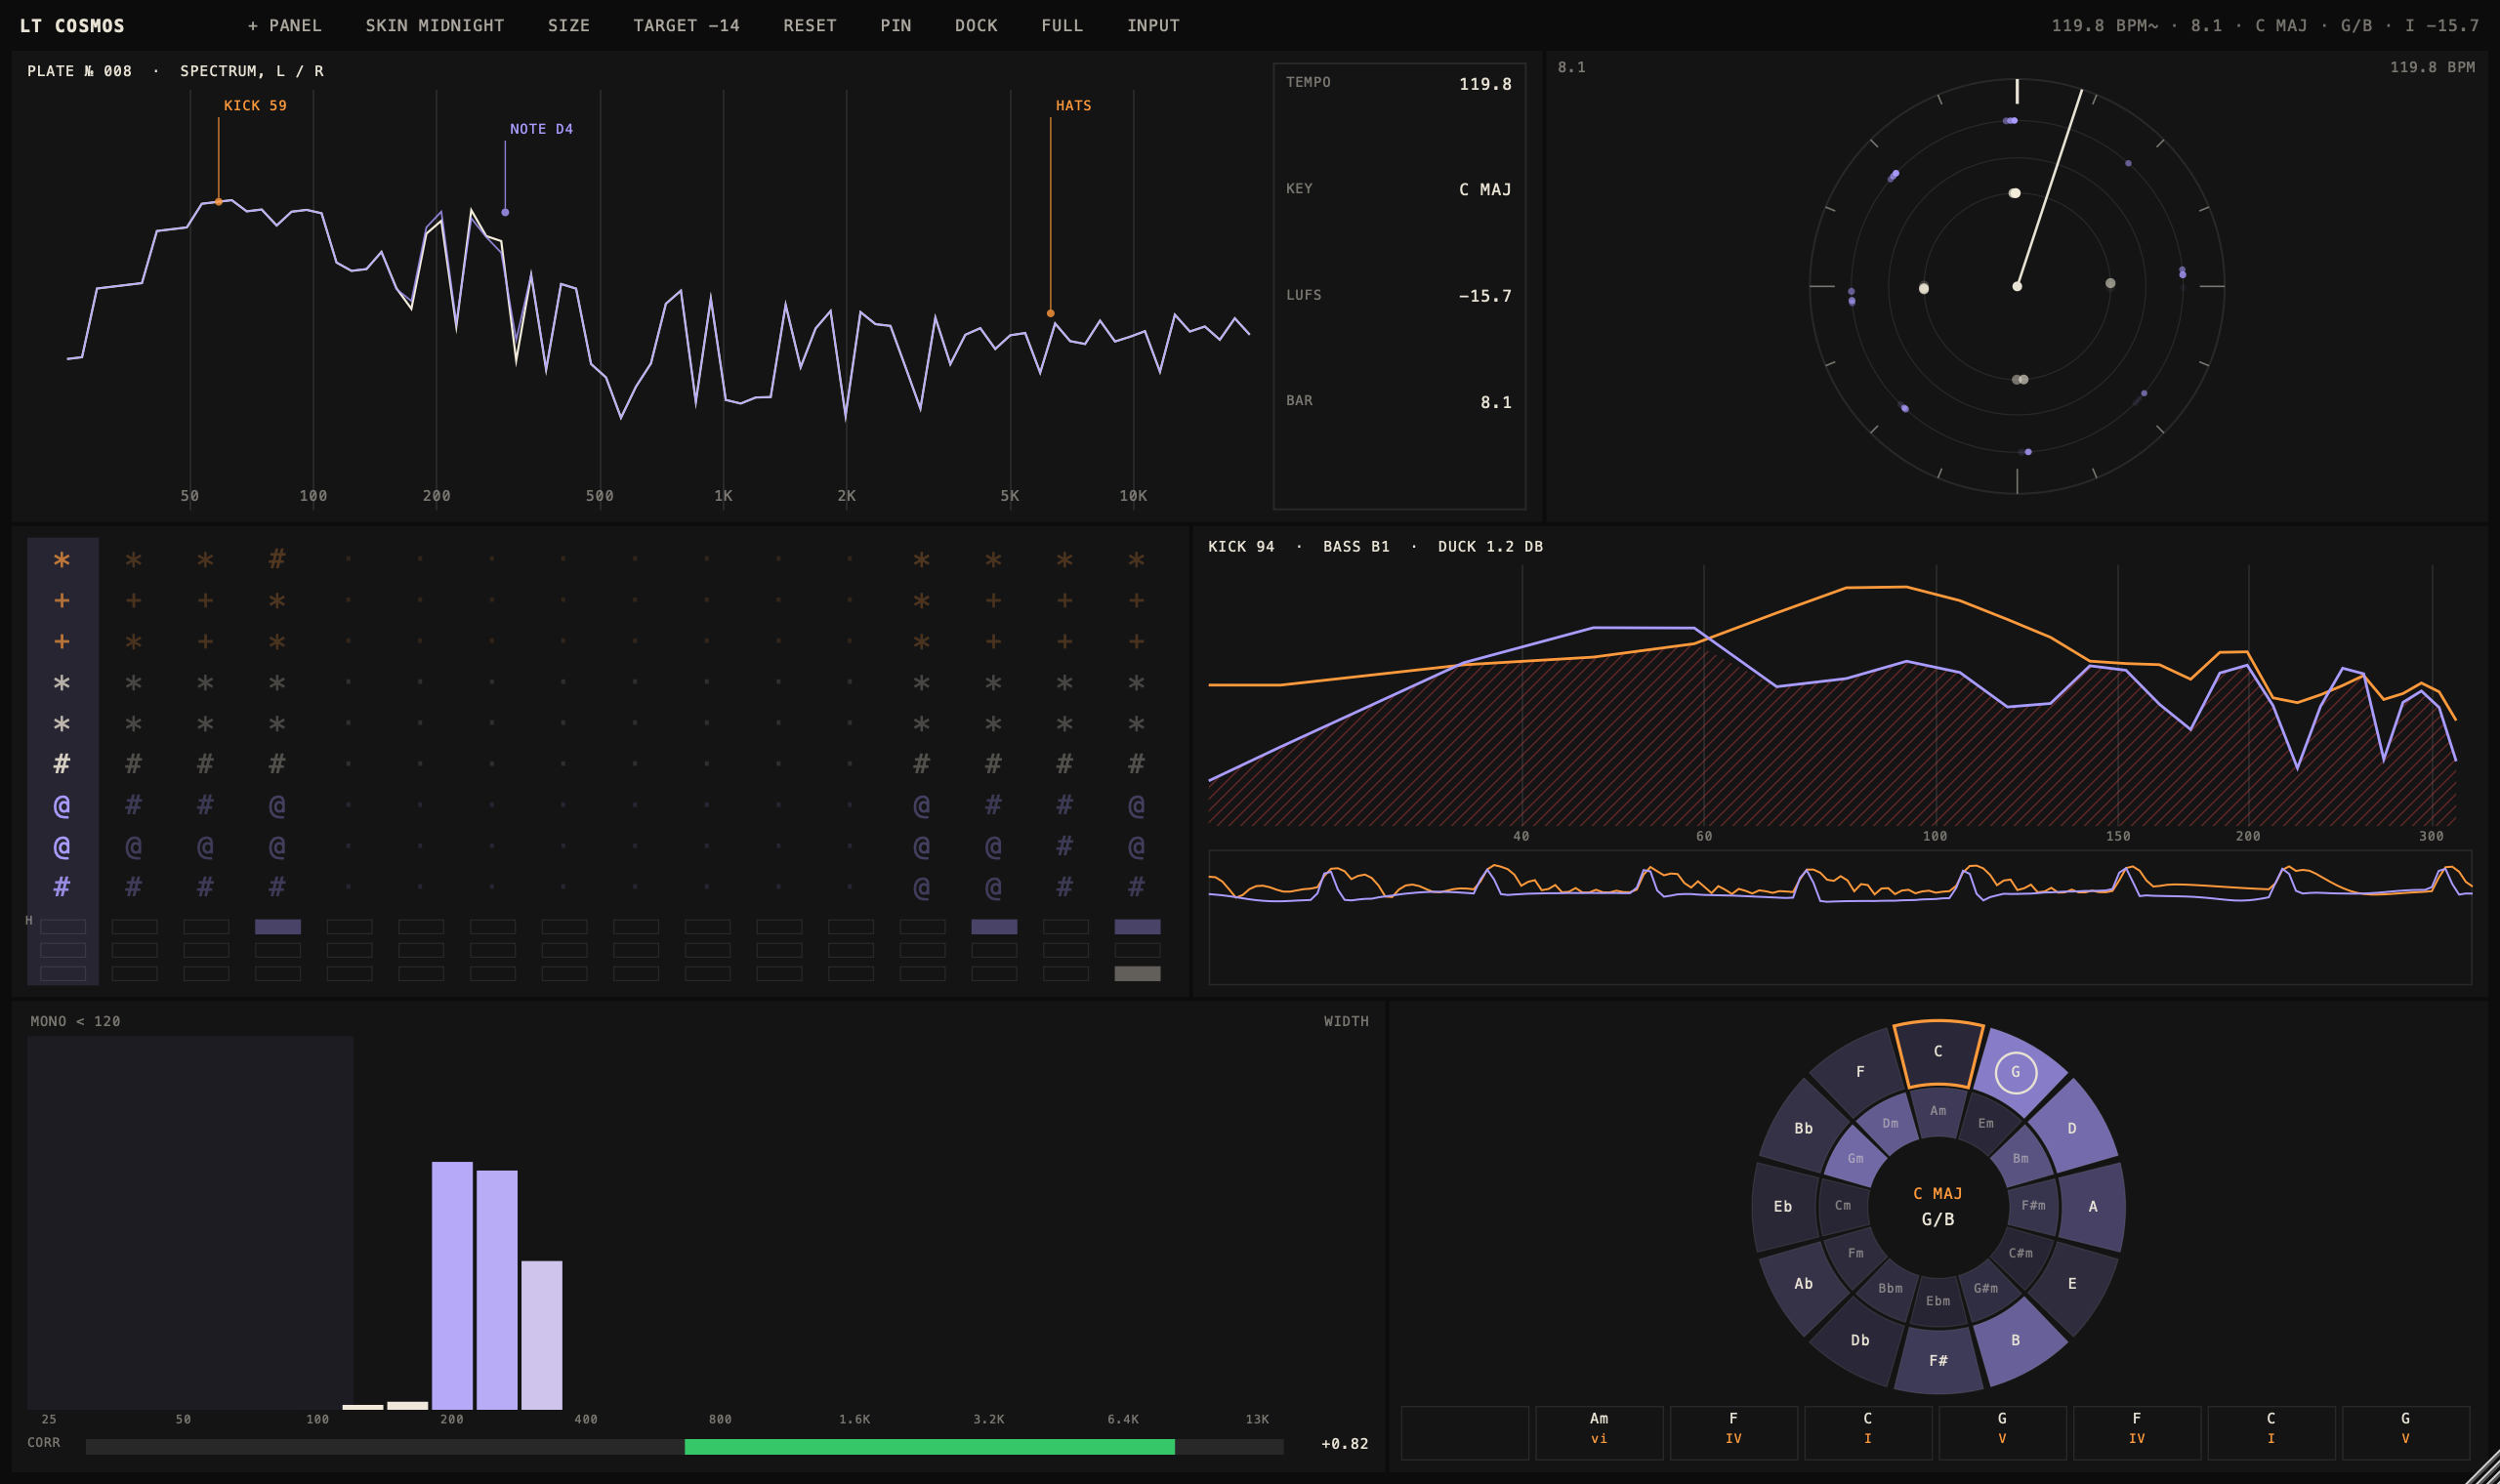 LT COSMOS + PANEL SKIN MIDNIGHT SIZE TARGET −14 RESET PIN DOCK FULL INPUT 119.8 BPM~ · 8.1 · C MAJ · G/B · I −15.7
PLATE № 008 · SPECTRUM, L / R
KICK 59
NOTE D4
HATS
50 100 200 500 1K 2K 5K 10K
TEMPO 119.8
KEY C MAJ
LUFS −15.7
BAR 8.1
8.1 119.8 BPM
* * * # · · · · · · · · * * * *
+ + + * · · · · · · · · * + + +
+ * + * · · · · · · · · * + + +
* * * * · · · · · · · · * * * *
* * * * · · · · · · · · * * * *
# # # # · · · · · · · · # # # #
@ # # @ · · · · · · · · @ # # @
@ @ @ @ · · · · · · · · @ @ # @
# # # # · · · · · · · · @ @ # #
H
KICK 94 · BASS B1 · DUCK 1.2 DB
40 60 100 150 200 300
MONO < 120 WIDTH
25 50 100 200 400 800 1.6K 3.2K 6.4K 13K
CORR +0.82
C
G
D
A
E
B
F#
Db
Ab
Eb
Bb
F
Am
Em
Bm
F#m
C#m
G#m
Ebm
Bbm
Fm
Cm
Gm
Dm
C MAJ
G/B
Am F C G F C G
vi IV I V IV I V